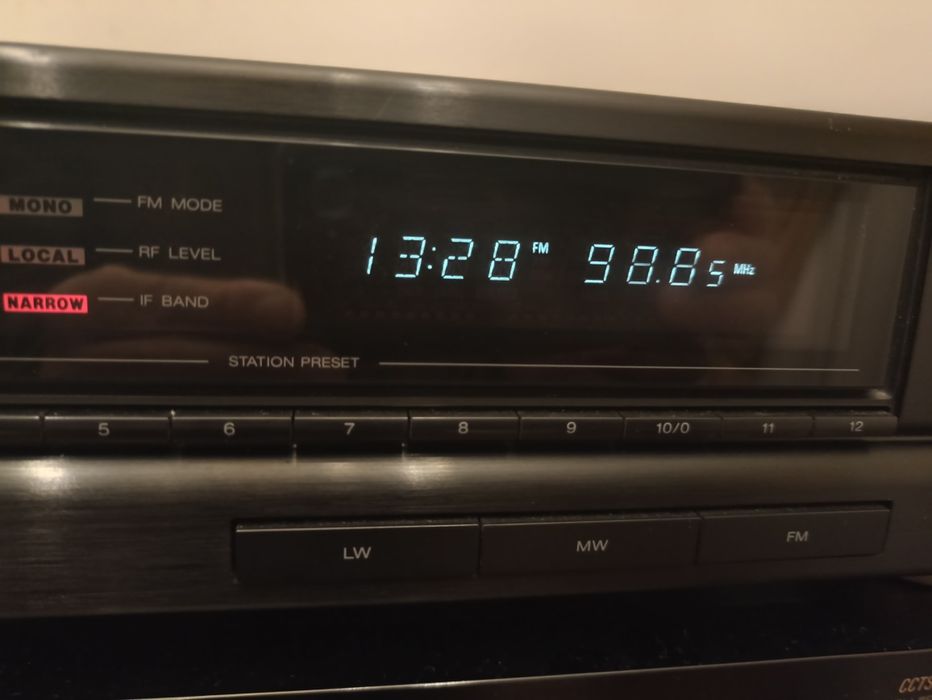 MONO FM MODE
LOCAL RF LEVEL
NARROW IF BAND
13:28 FM 98.85 MHz
STATION PRESET
5 6 7 8 9 10/0 11 12
LW MW FM